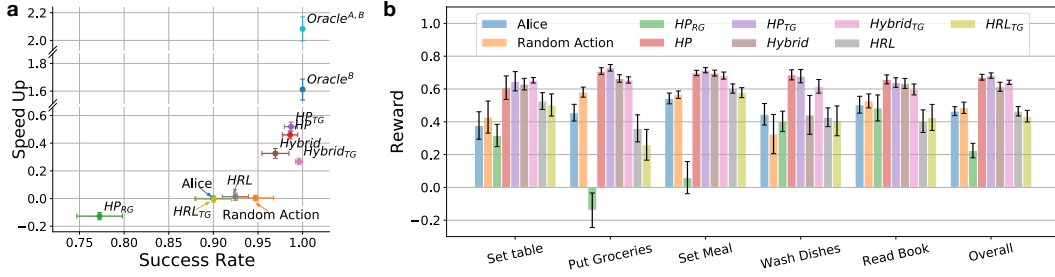 a
2.2
2.0
1.6
1.4
0.6
0.4
0.2
0.0
−0.2
Speed Up
Oracle^{A,B}
Oracle^B
HP_{TG}
HP
Hybrid
Hybrid_{TG}
Alice
HRL
HRL_{TG}
Random Action
HP_{RG}
0.75 0.80 0.85 0.90 0.95 1.00
Success Rate
b
1.0
0.8
0.6
0.4
0.2
0.0
−0.2
Reward
Alice HP_{RG} HP_{TG} Hybrid_{TG} HRL_{TG}
Random Action HP Hybrid HRL
Set table Put Groceries Set Meal Wash Dishes Read Book Overall